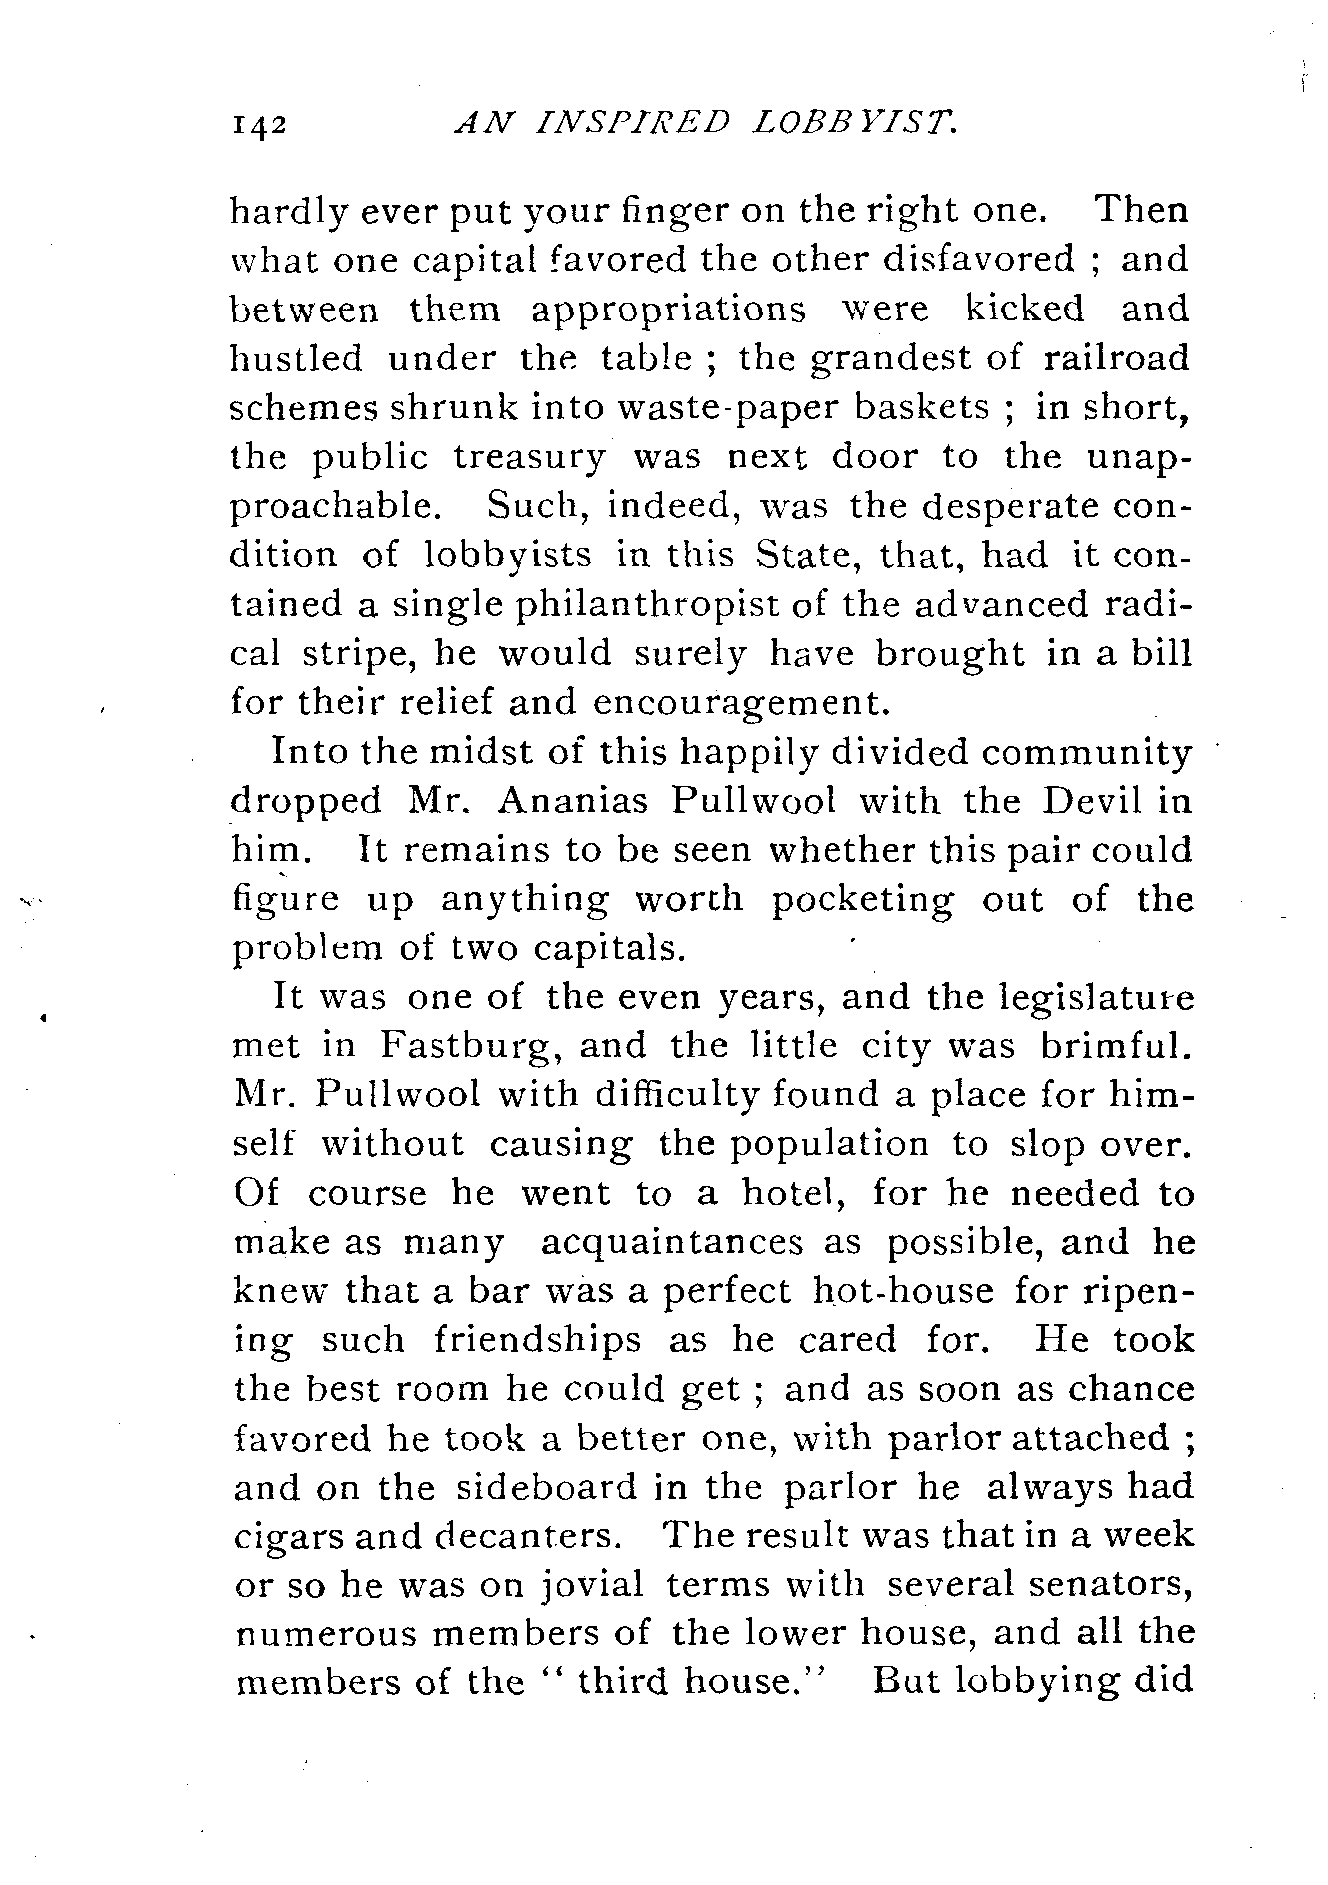 142 AN INSPIRED LOBBYIST.
hardly ever put your finger on the right one. Then
what one capital favored the other disfavored ; and
between them appropriations were kicked and
hustled under the table ; the grandest of railroad
schemes shrunk into waste-paper baskets ; in short,
the public treasury was next door to the unap-
proachable. Such, indeed, was the desperate con-
dition of lobbyists in this State, that, had it con-
tained a single philanthropist of the advanced radi-
cal stripe, he would surely have brought in a bill
for their relief and encouragement.
Into the midst of this happily divided community
dropped Mr. Ananias Pullwool with the Devil in
him. It remains to be seen whether this pair could
figure up anything worth pocketing out of the
problem of two capitals.
It was one of the even years, and the legislature
met in Fastburg, and the little city was brimful.
Mr. Pullwool with difficulty found a place for him-
self without causing the population to slop over.
Of course he went to a hotel, for he needed to
make as many acquaintances as possible, and he
knew that a bar was a perfect hot-house for ripen-
ing such friendships as he cared for. He took
the best room he could get ; and as soon as chance
favored he took a better one, with parlor attached ;
and on the sideboard in the parlor he always had
cigars and decanters. The result was that in a week
or so he was on jovial terms with several senators,
numerous members of the lower house, and all the
members of the “ third house.” But lobbying did